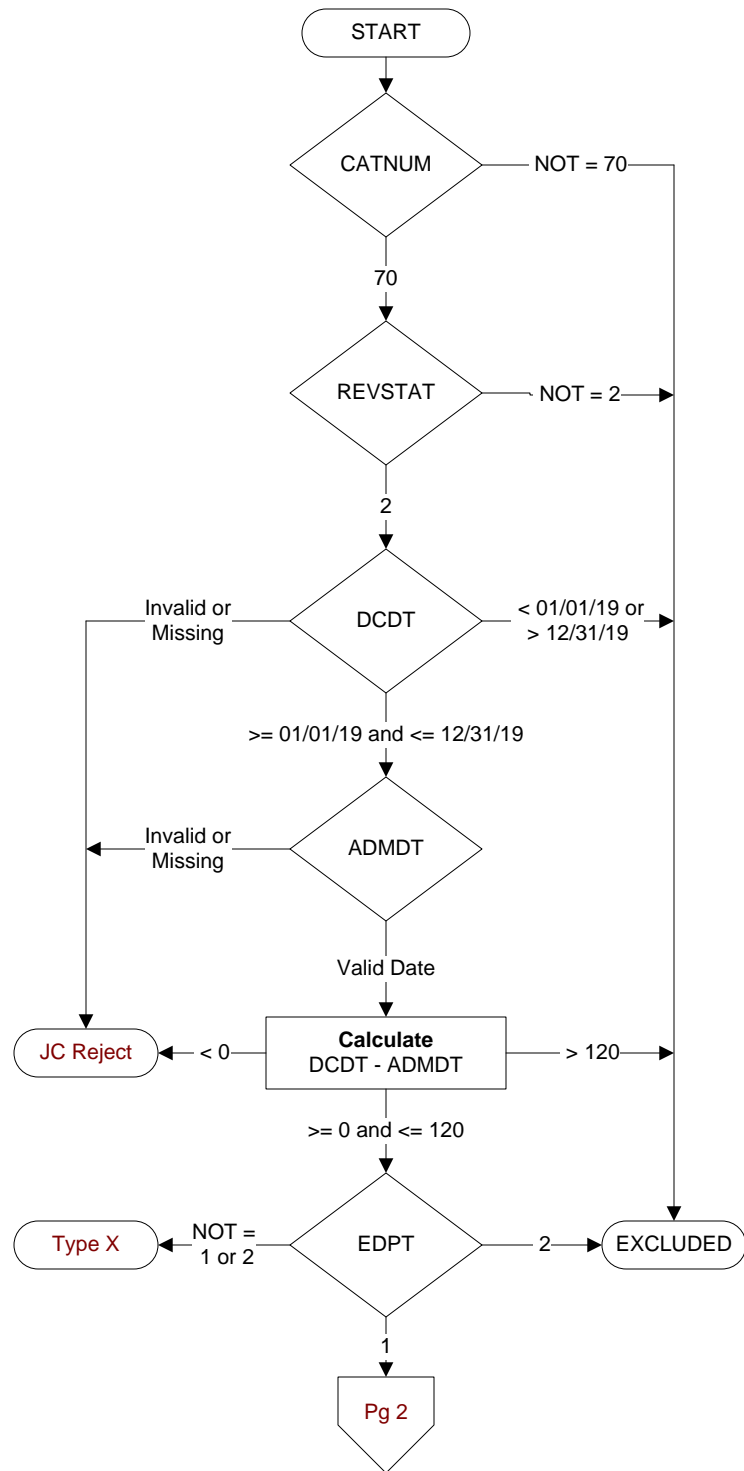 START
CATNUM
NOT = 70
70
REVSTAT
NOT = 2
2
Invalid or
Missing
DCDT
< 01/01/19 or
> 12/31/19
>= 01/01/19 and <= 12/31/19
Invalid or
Missing
ADMDT
Valid Date
JC Reject
< 0
Calculate
DCDT - ADMDT
> 120
>= 0 and <= 120
Type X
NOT =
1 or 2
EDPT
2
EXCLUDED
1
Pg 2